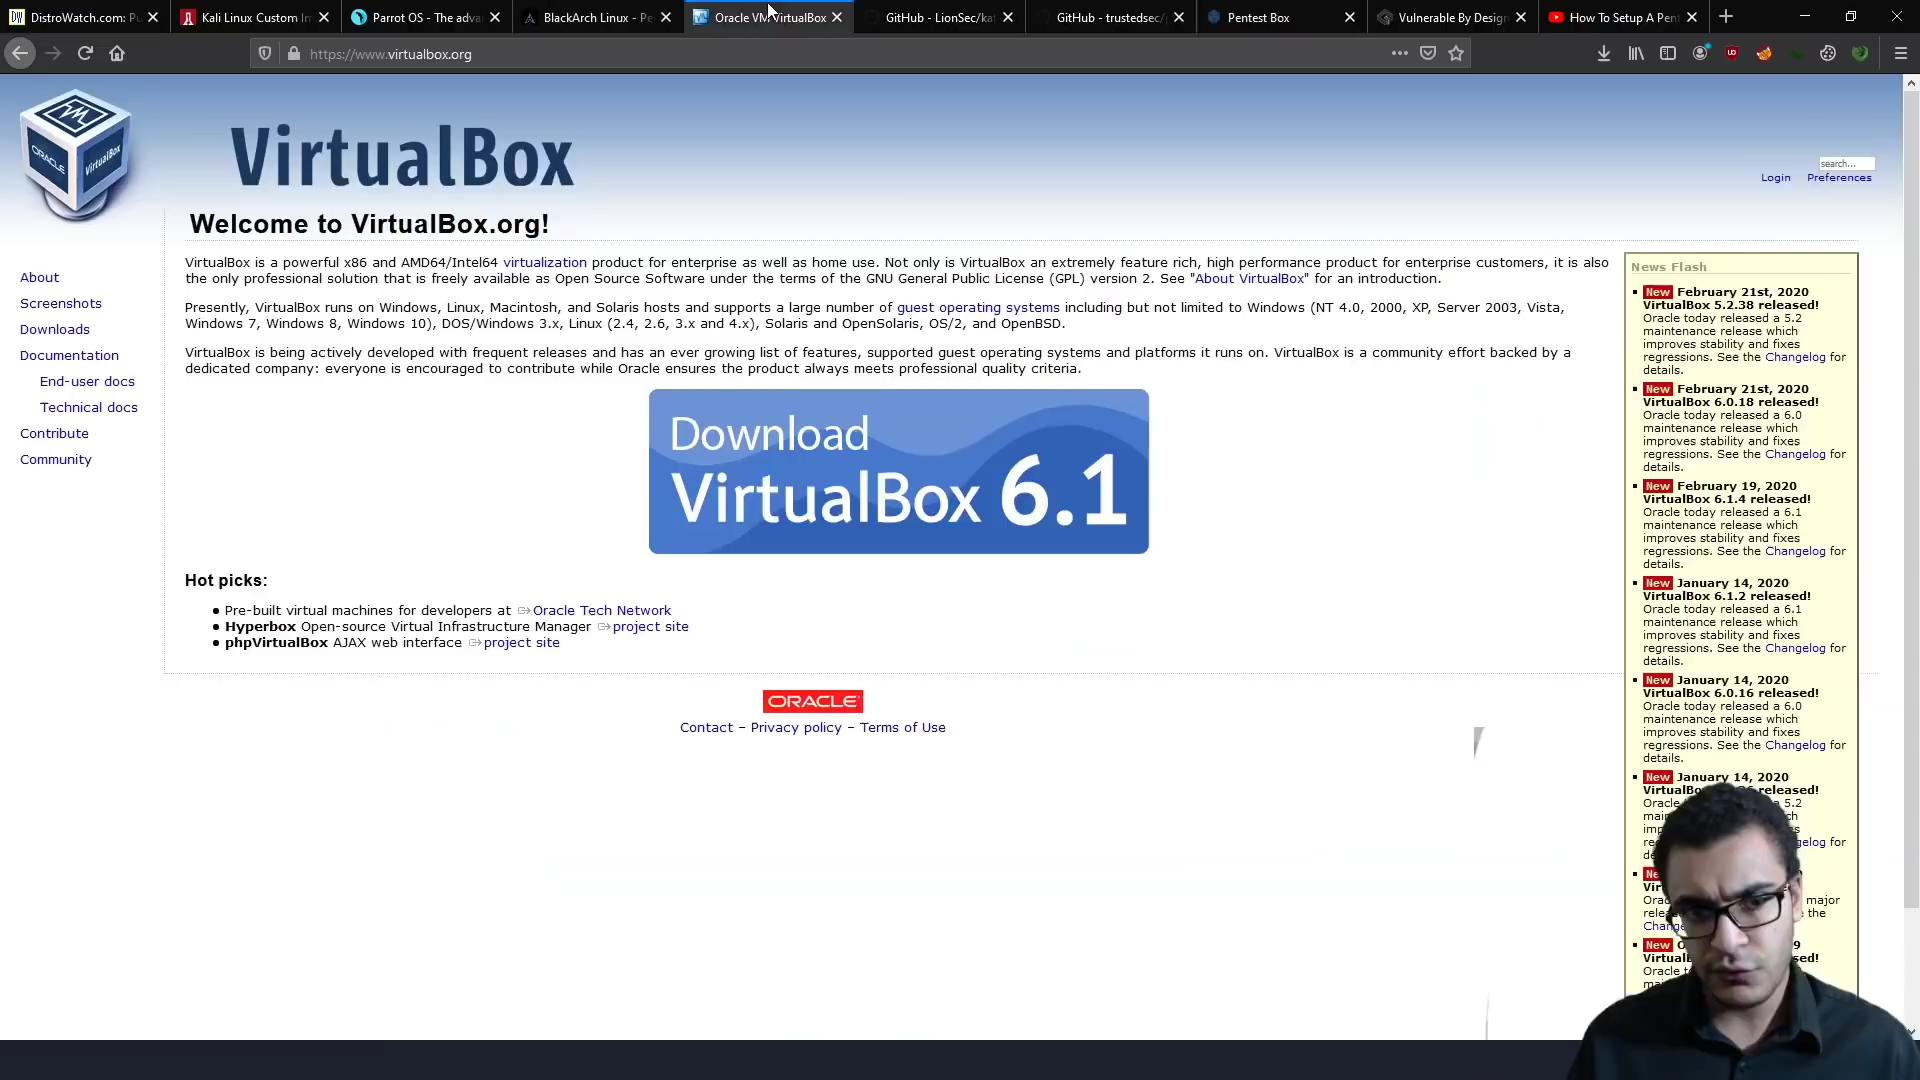 DistroWatch.com: Pu
Kali Linux Custom Im
Parrot OS - The adva
BlackArch Linux - Pe
Oracle VM VirtualBox
GitHub - LionSec/kat
GitHub - trustedsec/
Pentest Box
Vulnerable By Design
How To Setup A Pen
https://www.virtualbox.org
VirtualBox
ORACLE
VirtualBox
search...
Login
Preferences
Welcome to VirtualBox.org!
About
Screenshots
Downloads
Documentation
End-user docs
Technical docs
Contribute
Community
VirtualBox is a powerful x86 and AMD64/Intel64 virtualization product for enterprise as well as home use. Not only is VirtualBox an extremely feature rich, high performance product for enterprise customers, it is also
the only professional solution that is freely available as Open Source Software under the terms of the GNU General Public License (GPL) version 2. See "About VirtualBox" for an introduction.
Presently, VirtualBox runs on Windows, Linux, Macintosh, and Solaris hosts and supports a large number of guest operating systems including but not limited to Windows (NT 4.0, 2000, XP, Server 2003, Vista,
Windows 7, Windows 8, Windows 10), DOS/Windows 3.x, Linux (2.4, 2.6, 3.x and 4.x), Solaris and OpenSolaris, OS/2, and OpenBSD.
VirtualBox is being actively developed with frequent releases and has an ever growing list of features, supported guest operating systems and platforms it runs on. VirtualBox is a community effort backed by a
dedicated company: everyone is encouraged to contribute while Oracle ensures the product always meets professional quality criteria.
Download
VirtualBox 6.1
Hot picks:
Pre-built virtual machines for developers at Oracle Tech Network
Hyperbox Open-source Virtual Infrastructure Manager project site
phpVirtualBox AJAX web interface project site
ORACLE
Contact – Privacy policy – Terms of Use
News Flash
New February 21st, 2020
VirtualBox 5.2.38 released!
Oracle today released a 5.2
maintenance release which
improves stability and fixes
regressions. See the Changelog for
details.
New February 21st, 2020
VirtualBox 6.0.18 released!
Oracle today released a 6.0
maintenance release which
improves stability and fixes
regressions. See the Changelog for
details.
New February 19, 2020
VirtualBox 6.1.4 released!
Oracle today released a 6.1
maintenance release which
improves stability and fixes
regressions. See the Changelog for
details.
New January 14, 2020
VirtualBox 6.1.2 released!
Oracle today released a 6.1
maintenance release which
improves stability and fixes
regressions. See the Changelog for
details.
New January 14, 2020
VirtualBox 6.0.16 released!
Oracle today released a 6.0
maintenance release which
improves stability and fixes
regressions. See the Changelog for
details.
New January 14, 2020
released!
5.2
for
major
the
New